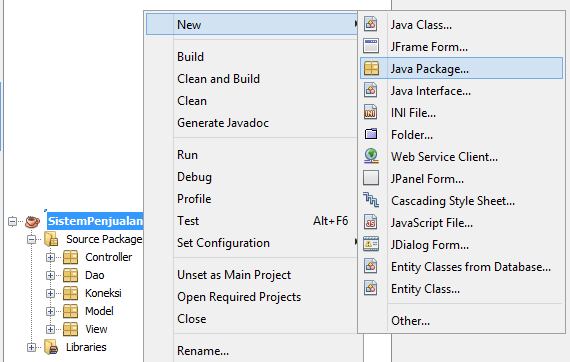 New
Build
Clean and Build
Clean
Generate Javadoc
Run
Debug
Profile
Test Alt+F6
Set Configuration
Unset as Main Project
Open Required Projects
Close
Rename...
Java Class...
JFrame Form...
Java Package...
Java Interface...
INI File...
Folder...
Web Service Client...
JPanel Form...
Cascading Style Sheet...
JavaScript File...
JDialog Form...
Entity Classes from Database...
Entity Class...
Other...
SistemPenjualan
Source Package
Controller
Dao
Koneksi
Model
View
Libraries